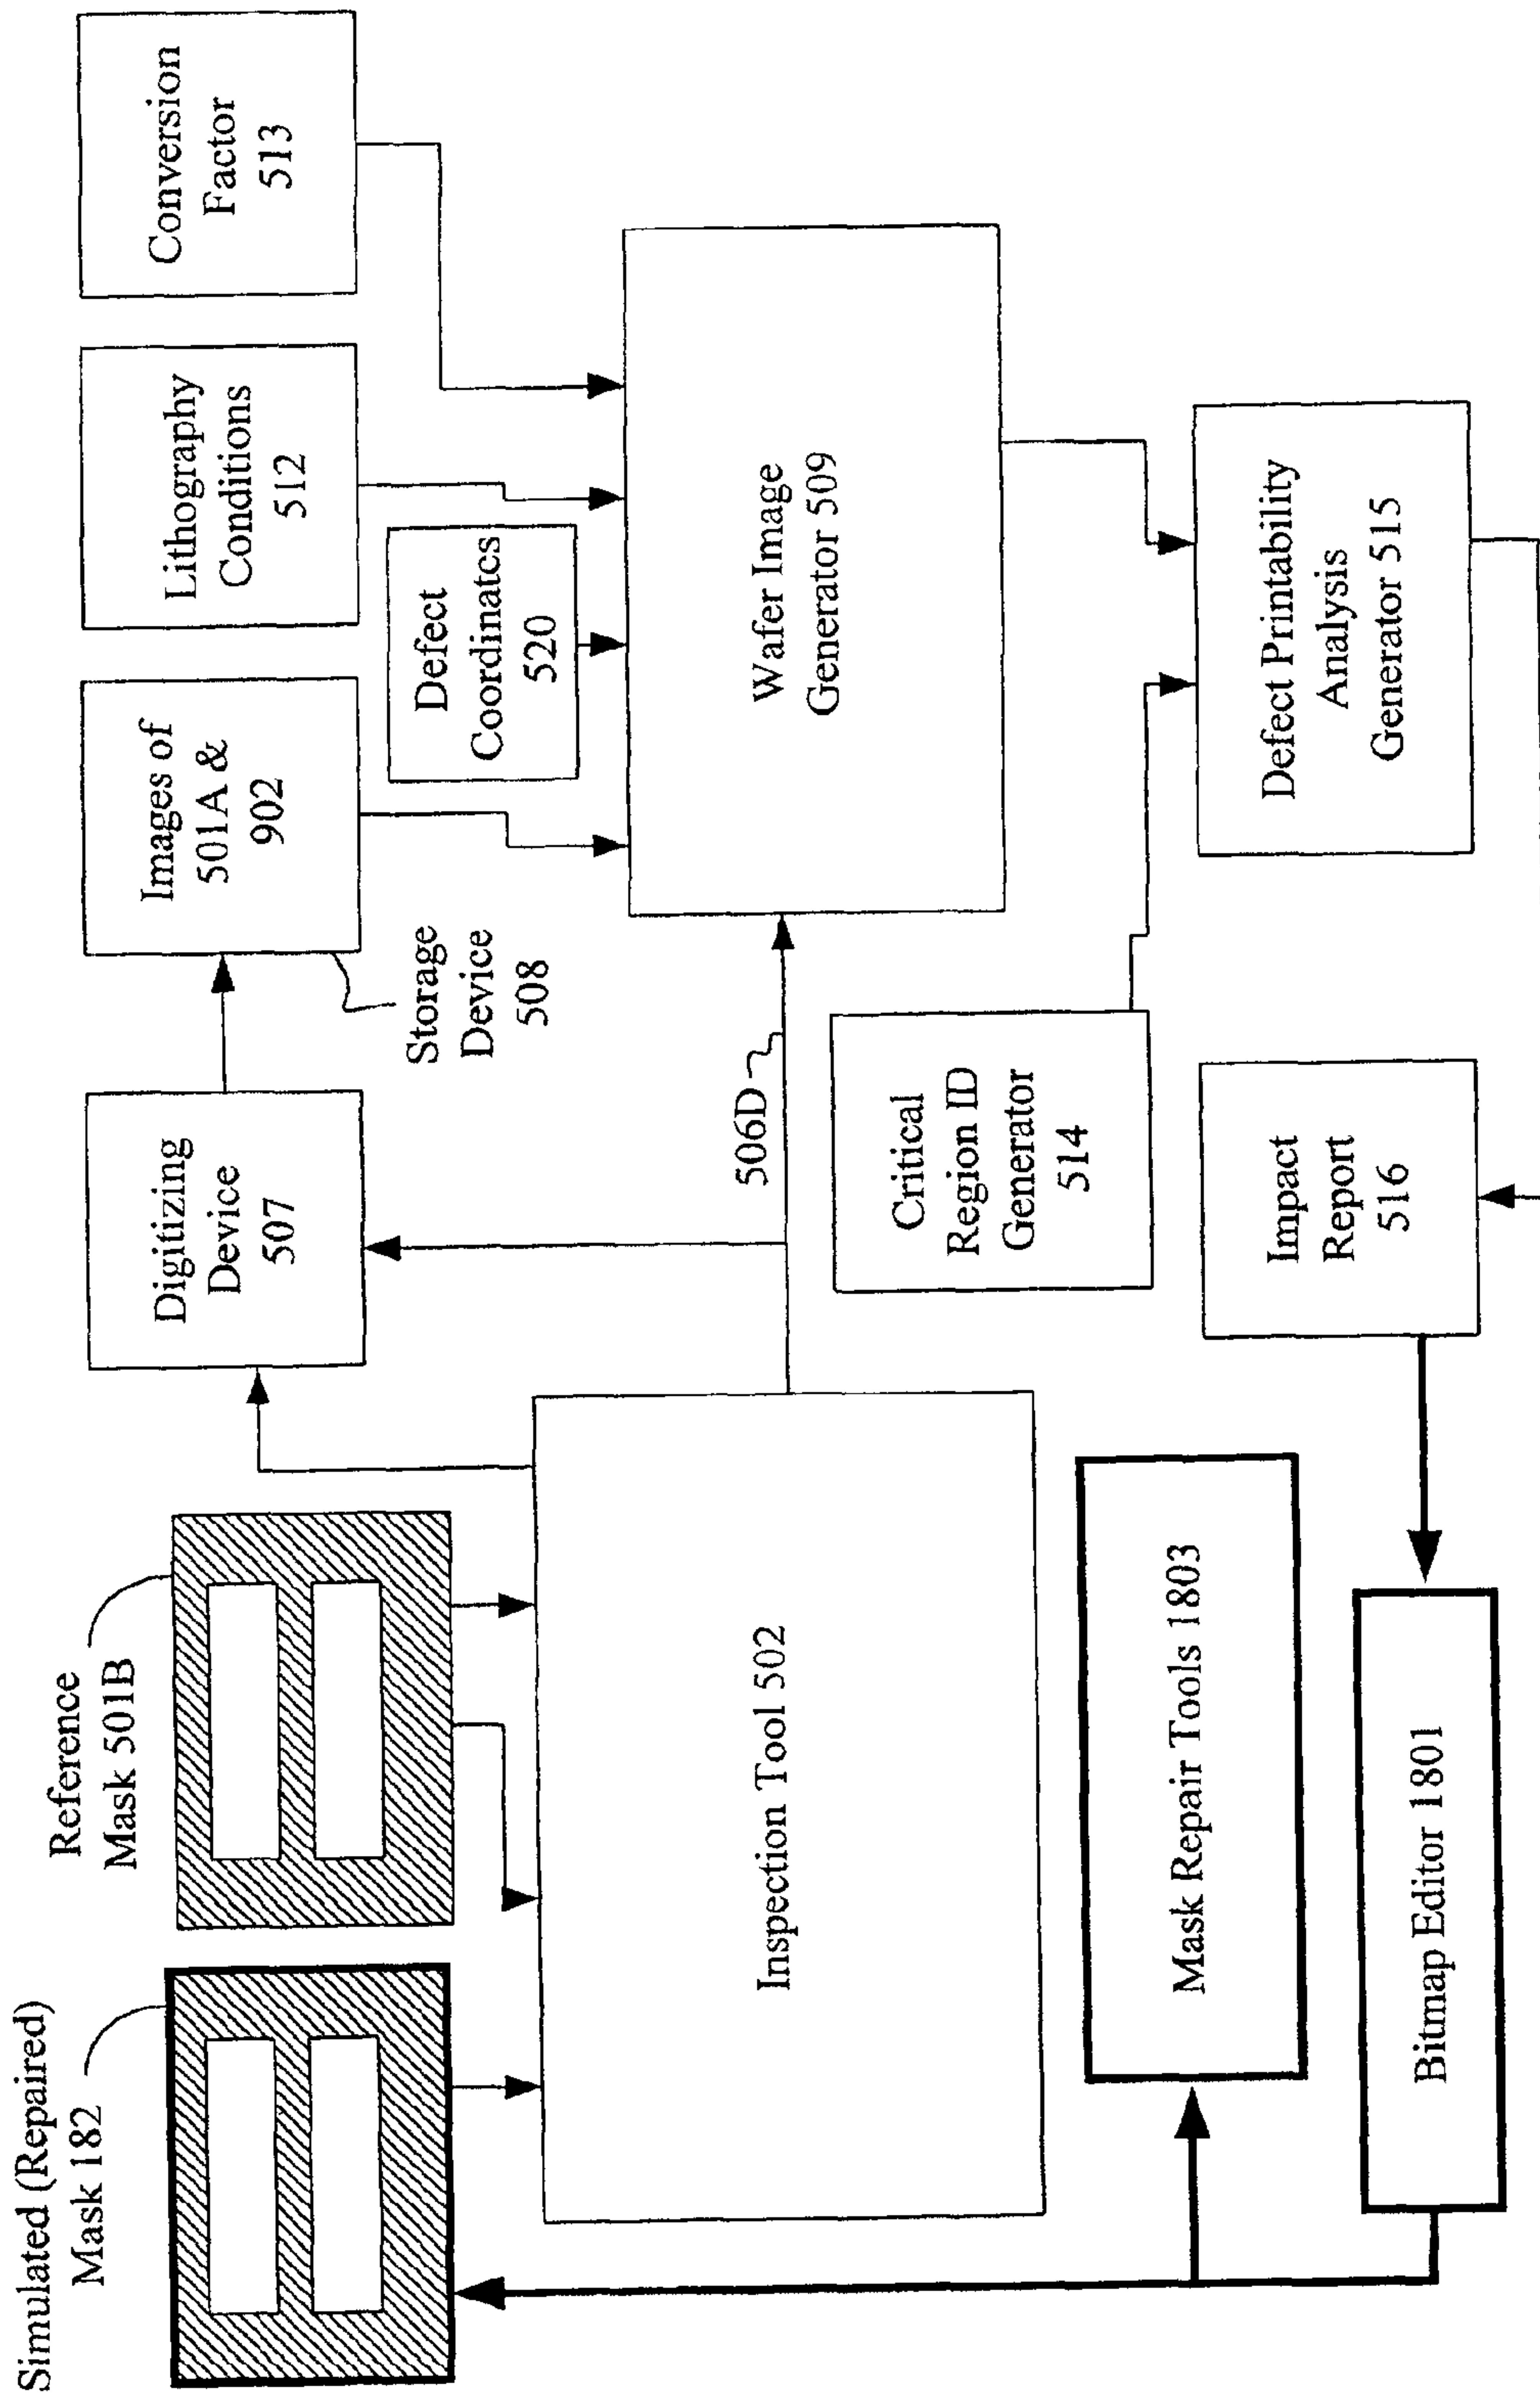 Simulated (Repaired)
Mask 182
Reference
Mask 501B
Digitizing
Device
507
Images of
501A &
902
Storage
Device
508
Lithography
Conditions
512
Conversion
Factor
513
Defect
Coordinates
520
Inspection Tool 502
506D
Wafer Image
Generator 509
Critical
Region ID
Generator
514
Mask Repair Tools 1803
Impact
Report
516
Defect Printability
Analysis
Generator 515
Bitmap Editor 1801